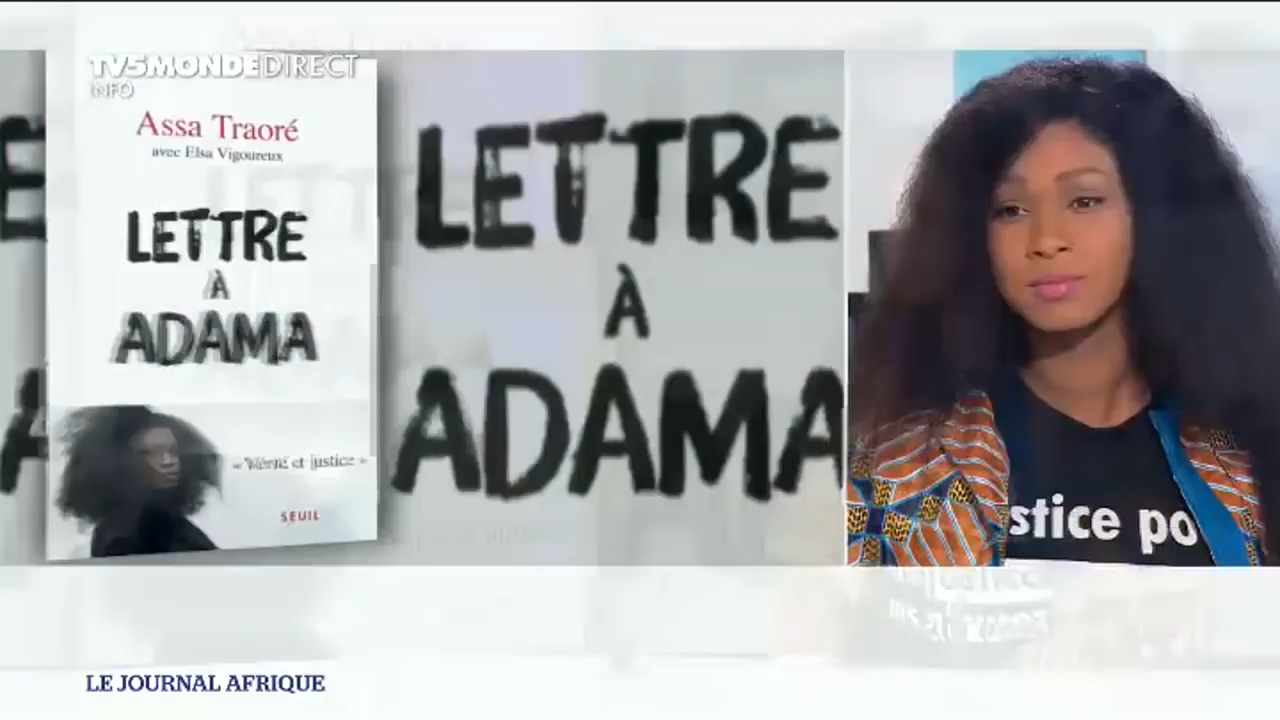 TV5MONDE DIRECT
INFO
Assa Traoré
avec Elsa Vigoureux
LETTRE
À
ADAMA
« Vérité et justice »
SEUIL
LETTRE
À
ADAMA
stice po
LE JOURNAL AFRIQUE